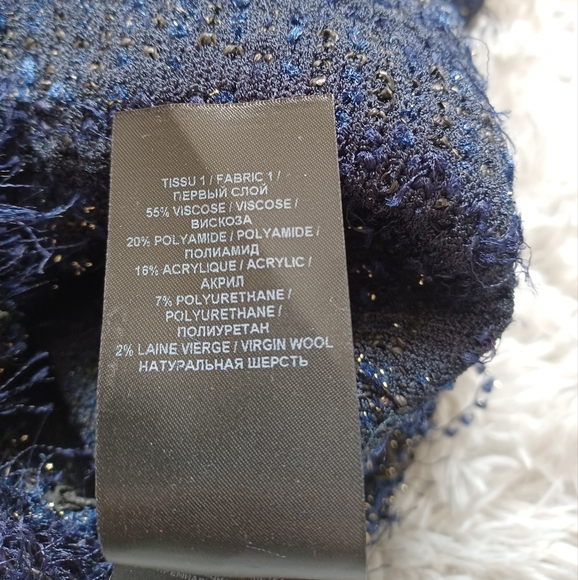 TISSU 1 / FABRIC 1 /
ПЕРВЫЙ СЛОЙ
55% VISCOSE / VISCOSE /
ВИСКОЗА
20% POLYAMIDE / POLYAMIDE /
ПОЛИАМИД
16% ACRYLIQUE / ACRYLIC /
АКРИЛ
7% POLYURETHANE /
POLYURETHANE /
ПОЛИУРЕТАН
2% LAINE VIERGE / VIRGIN WOOL
НАТУРАЛЬНАЯ ШЕРСТЬ